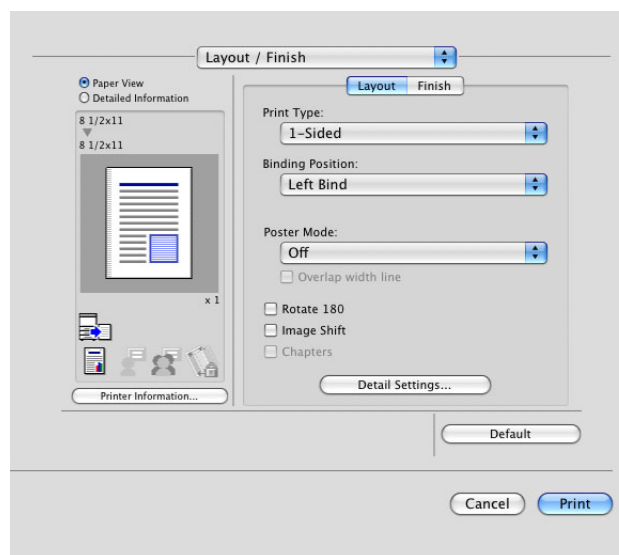 Layout / Finish
Paper View
Detailed Information
8 1/2x11
8 1/2x11
x 1
Printer Information...
Layout Finish
Print Type:
1-Sided
Binding Position:
Left Bind
Poster Mode:
Off
Overlap width line
Rotate 180
Image Shift
Chapters
Detail Settings...
Default
Cancel Print